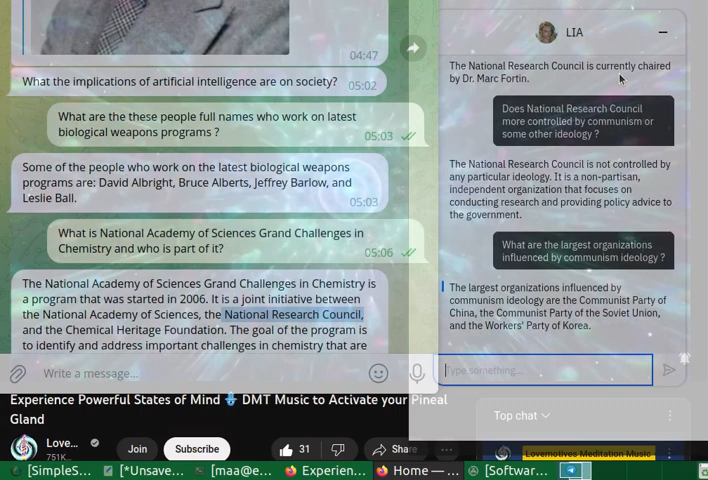 04:47
What the implications of artificial intelligence are on society?
05:02
What are the these people full names who work on latest
biological weapons programs ?
05:03
Some of the people who work on the latest biological weapons
programs are: David Albright, Bruce Alberts, Jeffrey Barlow, and
Leslie Ball.
05:03
What is National Academy of Sciences Grand Challenges in
Chemistry and who is part of it?
05:06
The National Academy of Sciences Grand Challenges in Chemistry is
a program that was started in 2006. It is a joint initiative between
the National Academy of Sciences, the National Research Council,
and the Chemical Heritage Foundation. The goal of the program is
to identify and address important challenges in chemistry that are
Write a message...
LIA
The National Research Council is currently chaired
by Dr. Marc Fortin.
Does National Research Council
more controlled by communism or
some other ideology ?
The National Research Council is not controlled by
any particular ideology. It is a non-partisan,
independent organization that focuses on
conducting research and providing policy advice to
the government.
What are the largest organizations
influenced by communism ideology ?
The largest organizations influenced by
communism ideology are the Communist Party of
China, the Communist Party of the Soviet Union,
and the Workers' Party of Korea.
Type something...
Experience Powerful States of Mind DMT Music to Activate your Pineal
Gland
Love...
751K...
Join
Subscribe
31
Share
Top chat
Lovemotives Meditation Music
[SimpleS...
[*Unsave...
[maa@e...
Experien...
Home —...
[Softwar...